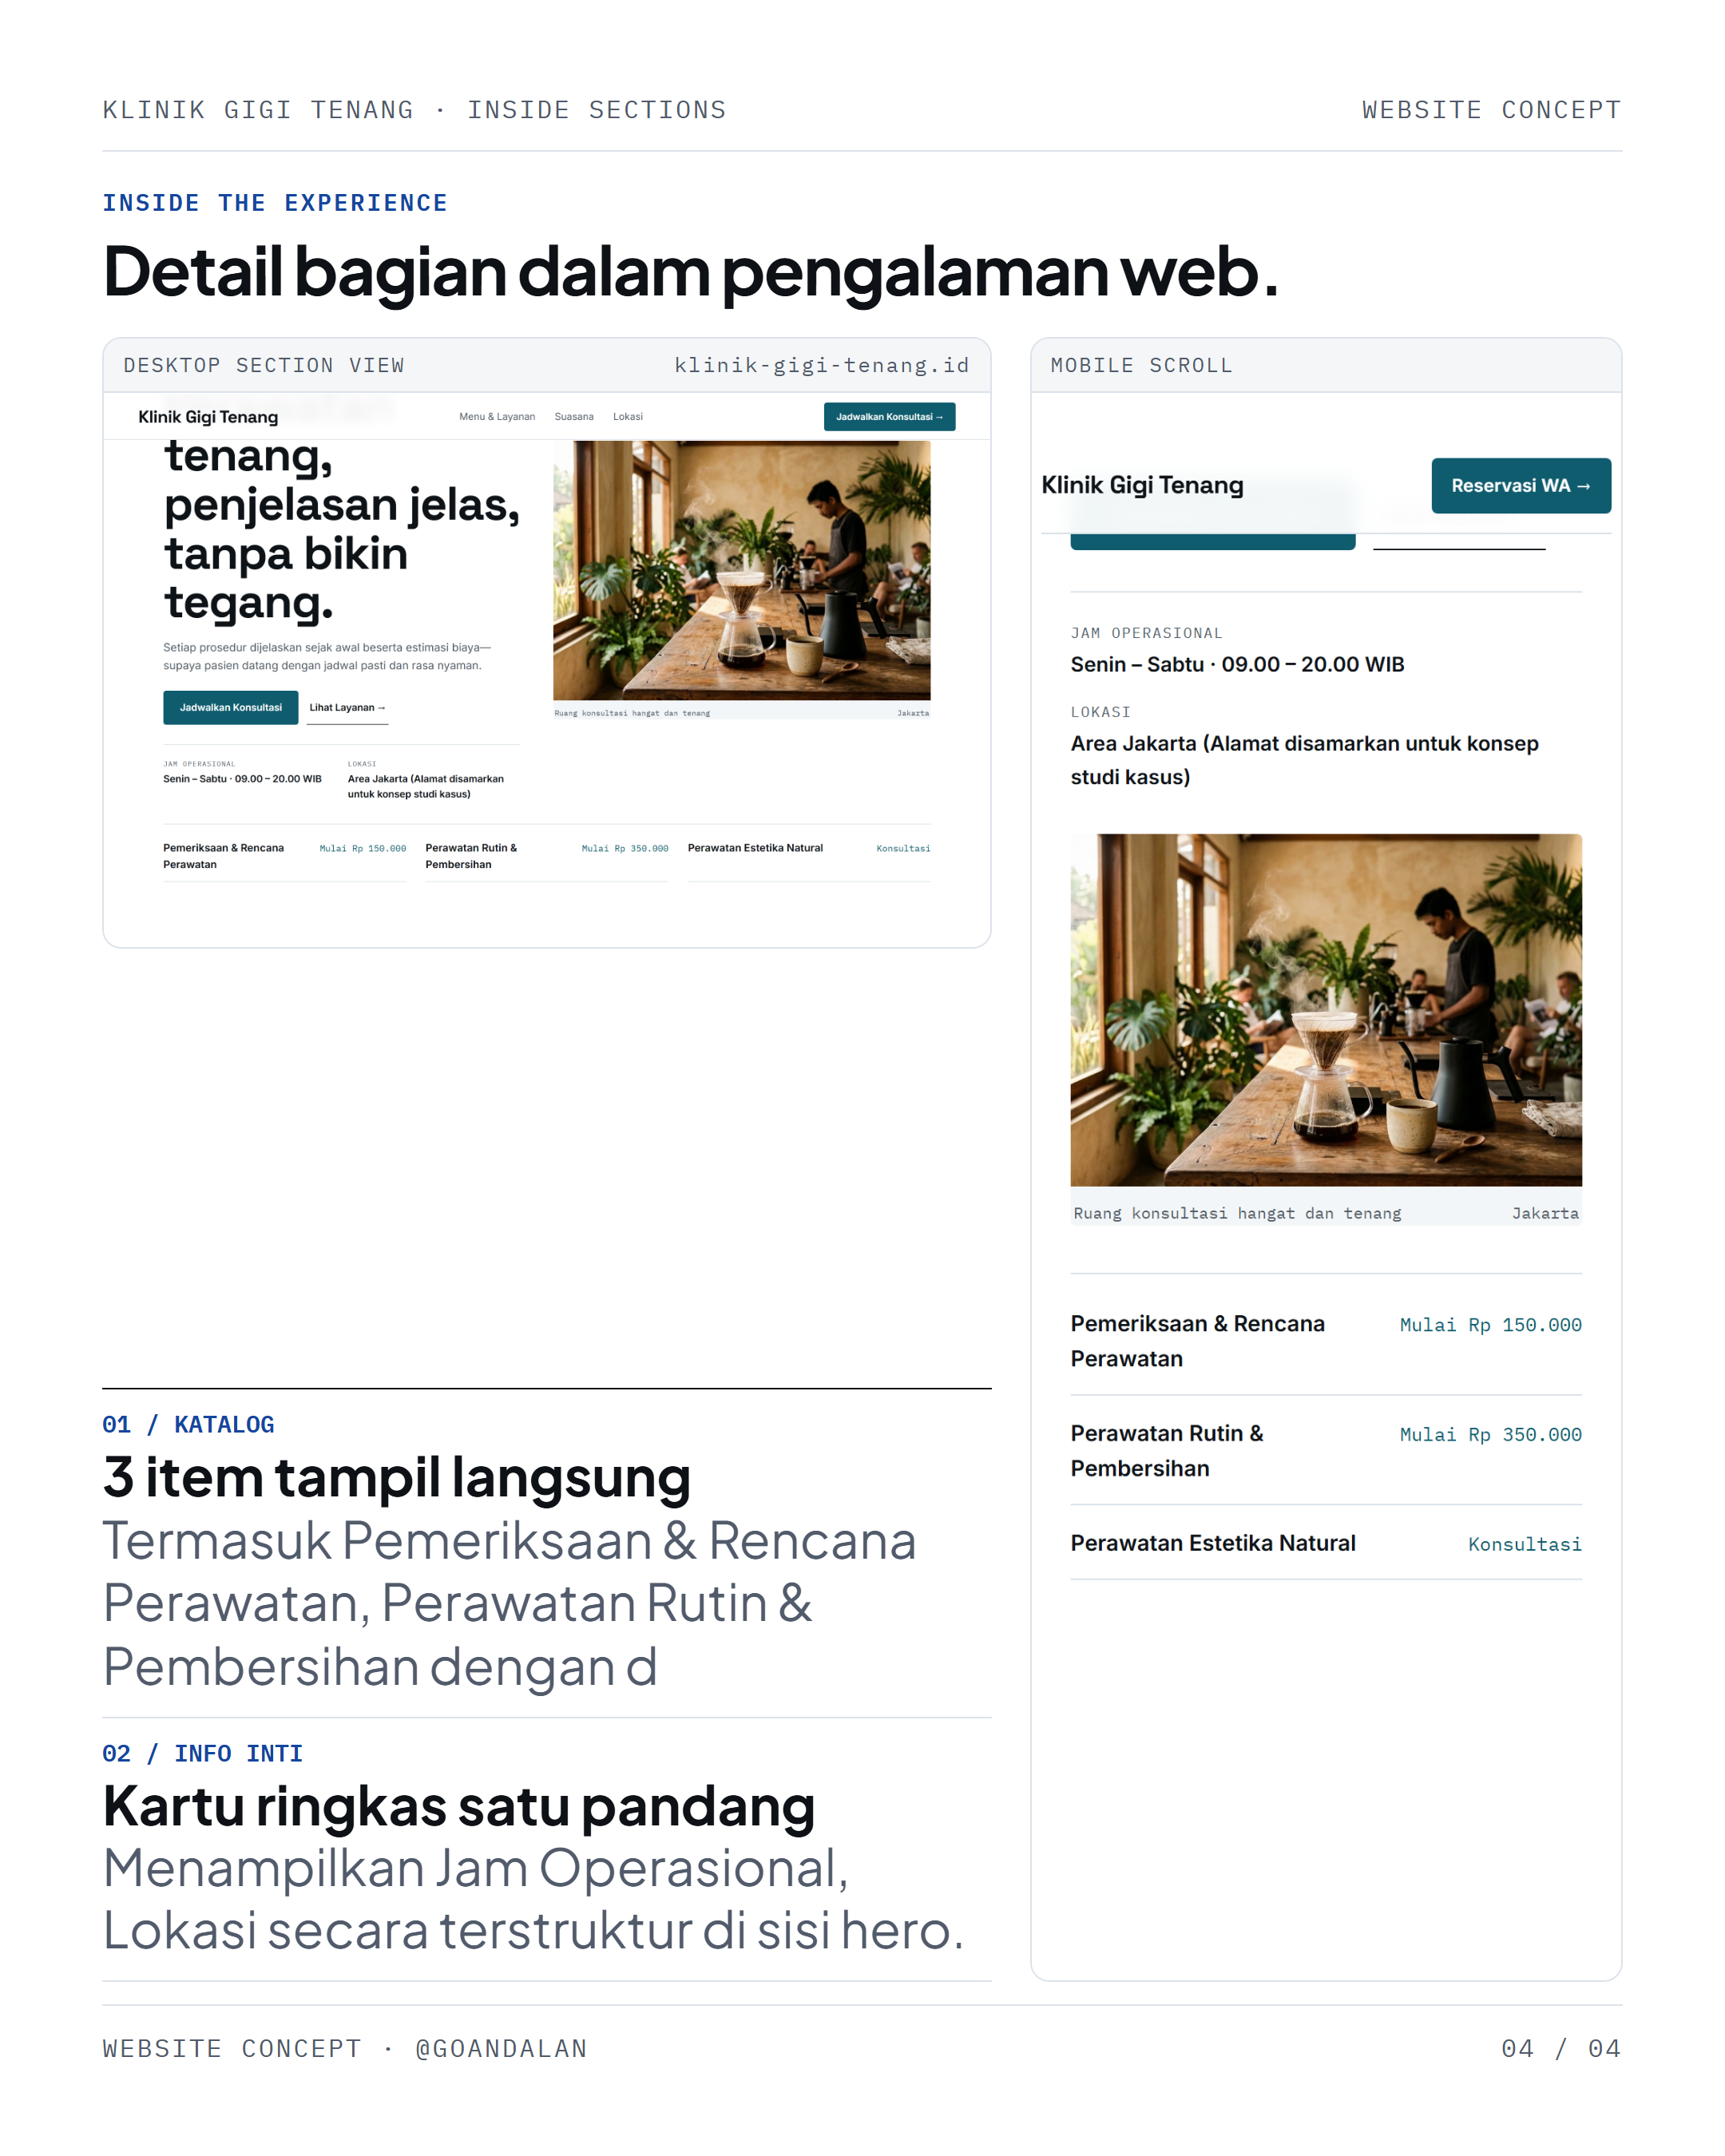 KLINIK GIGI TENANG · INSIDE SECTIONS
WEBSITE CONCEPT
INSIDE THE EXPERIENCE
Detail bagian dalam pengalaman web.
DESKTOP SECTION VIEW
klinik-gigi-tenang.id
Klinik Gigi Tenang
Menu & Layanan
Suasana
Lokasi
Jadwalkan Konsultasi →
tenang,
penjelasan jelas,
tanpa bikin
tegang.
Setiap prosedur dijelaskan sejak awal beserta estimasi biaya—
supaya pasien datang dengan jadwal pasti dan rasa nyaman.
Jadwalkan Konsultasi
Lihat Layanan →
Ruang konsultasi hangat dan tenang
Jakarta
JAM OPERASIONAL
Senin – Sabtu · 09.00 – 20.00 WIB
LOKASI
Area Jakarta (Alamat disamarkan
untuk konsep studi kasus)
Pemeriksaan & Rencana
Perawatan
Mulai Rp 150.000
Perawatan Rutin &
Pembersihan
Mulai Rp 350.000
Perawatan Estetika Natural
Konsultasi
01 / KATALOG
3 item tampil langsung
Termasuk Pemeriksaan & Rencana
Perawatan, Perawatan Rutin &
Pembersihan dengan d
02 / INFO INTI
Kartu ringkas satu pandang
Menampilkan Jam Operasional,
Lokasi secara terstruktur di sisi hero.
MOBILE SCROLL
Klinik Gigi Tenang
Reservasi WA →
JAM OPERASIONAL
Senin – Sabtu · 09.00 – 20.00 WIB
LOKASI
Area Jakarta (Alamat disamarkan untuk konsep
studi kasus)
Ruang konsultasi hangat dan tenang
Jakarta
Pemeriksaan & Rencana
Perawatan
Mulai Rp 150.000
Perawatan Rutin &
Pembersihan
Mulai Rp 350.000
Perawatan Estetika Natural
Konsultasi
WEBSITE CONCEPT · @GOANDALAN
04 / 04